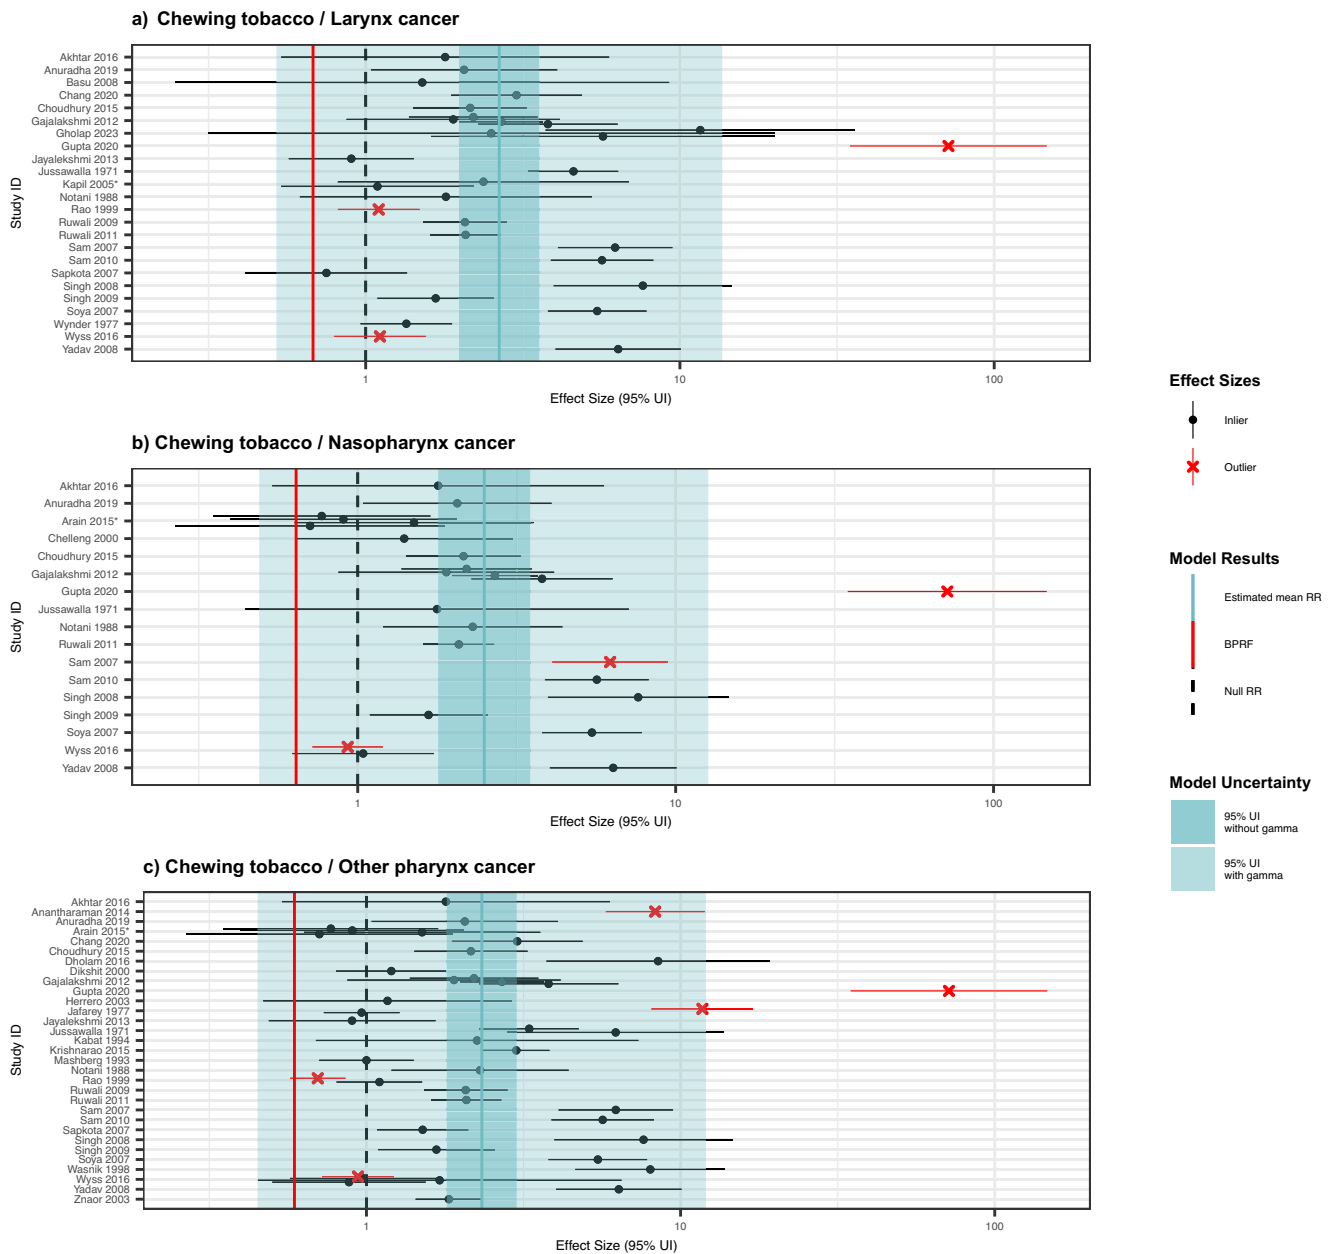 a) Chewing tobacco / Larynx cancer
Study ID
Akhtar 2016
Anuradha 2019
Basu 2008
Chang 2020
Choudhury 2015
Gajalakshmi 2012
Gholap 2023
Gupta 2020
Jayalekshmi 2013
Jussawalla 1971
Kapil 2005*
Notani 1988
Rao 1999
Ruwali 2009
Ruwali 2011
Sam 2007
Sam 2010
Sapkota 2007
Singh 2008
Singh 2009
Soya 2007
Wynder 1977
Wyss 2016
Yadav 2008
1 10 100
Effect Size (95% UI)
b) Chewing tobacco / Nasopharynx cancer
Study ID
Akhtar 2016
Anuradha 2019
Arain 2015*
Chelleng 2000
Choudhury 2015
Gajalakshmi 2012
Gupta 2020
Jussawalla 1971
Notani 1988
Ruwali 2011
Sam 2007
Sam 2010
Singh 2008
Singh 2009
Soya 2007
Wyss 2016
Yadav 2008
1 10 100
Effect Size (95% UI)
c) Chewing tobacco / Other pharynx cancer
Study ID
Akhtar 2016
Anantharaman 2014
Anuradha 2019
Arain 2015*
Chang 2020
Choudhury 2015
Dholam 2016
Dikshit 2000
Gajalakshmi 2012
Gupta 2020
Herrero 2003
Jafarey 1977
Jayalekshmi 2013
Jussawalla 1971
Kabat 1994
Krishnarao 2015
Mashberg 1993
Notani 1988
Rao 1999
Ruwali 2009
Ruwali 2011
Sam 2007
Sam 2010
Sapkota 2007
Singh 2008
Singh 2009
Soya 2007
Wasnik 1998
Wyss 2016
Yadav 2008
Znaor 2003
1 10 100
Effect Size (95% UI)
Effect Sizes
Inlier
Outlier
Model Results
Estimated mean RR
BPRF
Null RR
Model Uncertainty
95% UI
without gamma
95% UI
with gamma